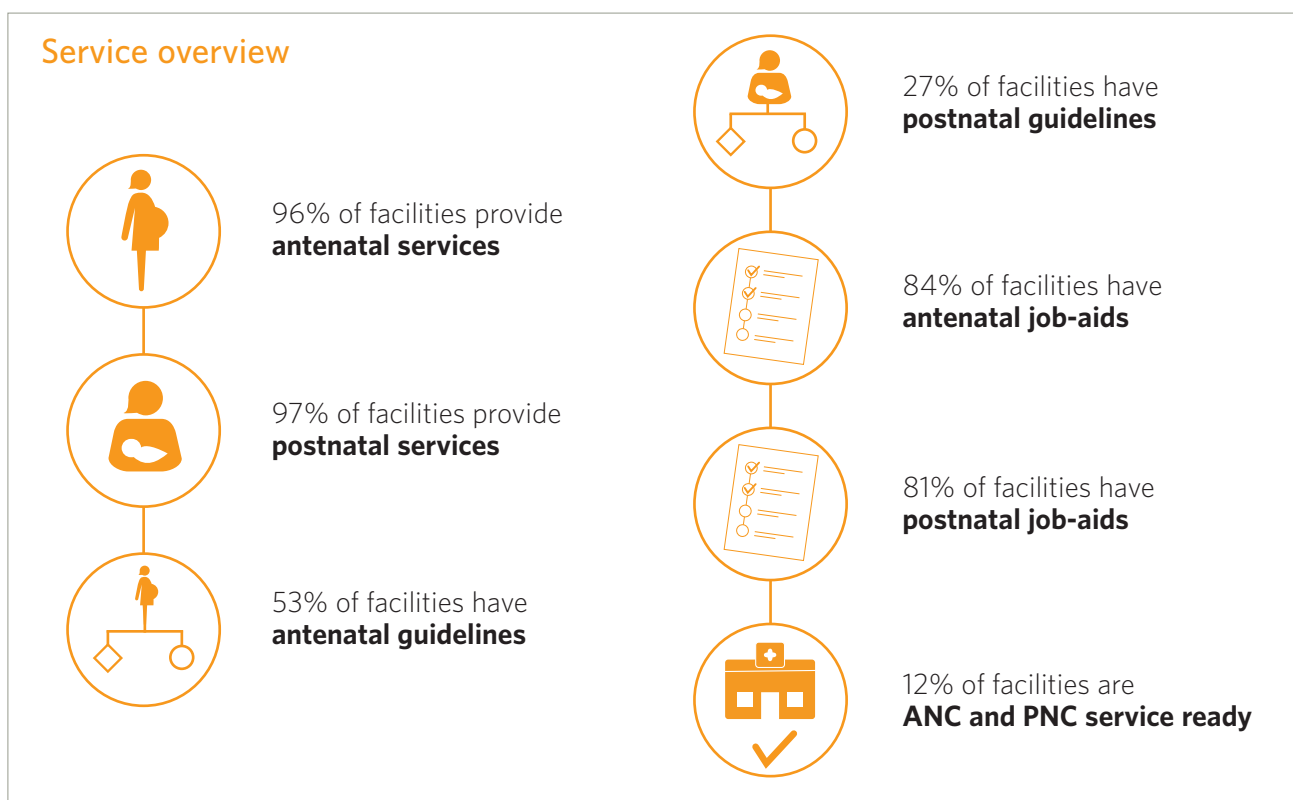 Service overview
96% of facilities provide
antenatal services
97% of facilities provide
postnatal services
53% of facilities have
antenatal guidelines
27% of facilities have
postnatal guidelines
84% of facilities have
antenatal job-aids
81% of facilities have
postnatal job-aids
12% of facilities are
ANC and PNC service ready